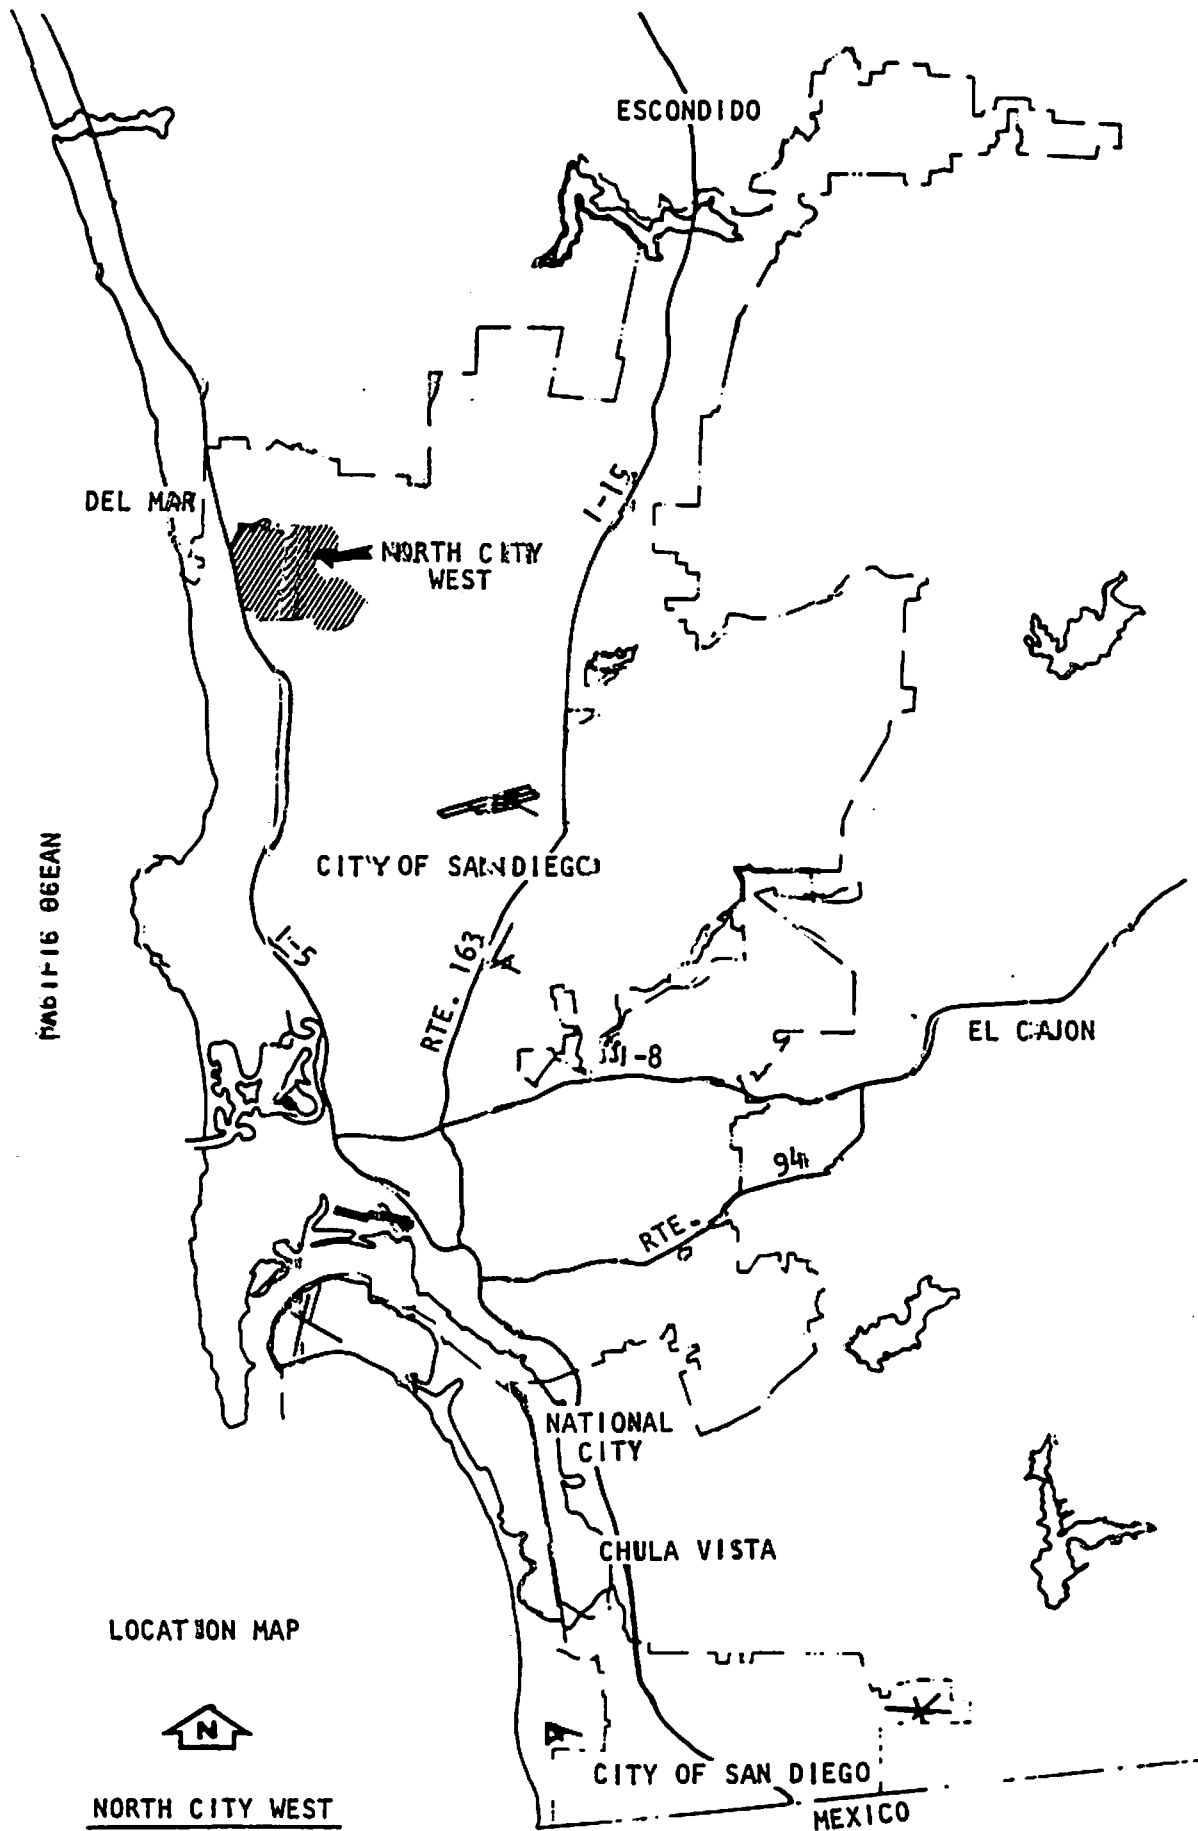 ESCONDIDO
I-15
DEL MAR
NORTH CITY
WEST
CITY OF SAN DIEGO
I-5
RTE. 163
I-8
EL CAJON
RTE. 94
NATIONAL
CITY
CHULA VISTA
LOCATION MAP
N
CITY OF SAN DIEGO
NORTH CITY WEST
MEXICO